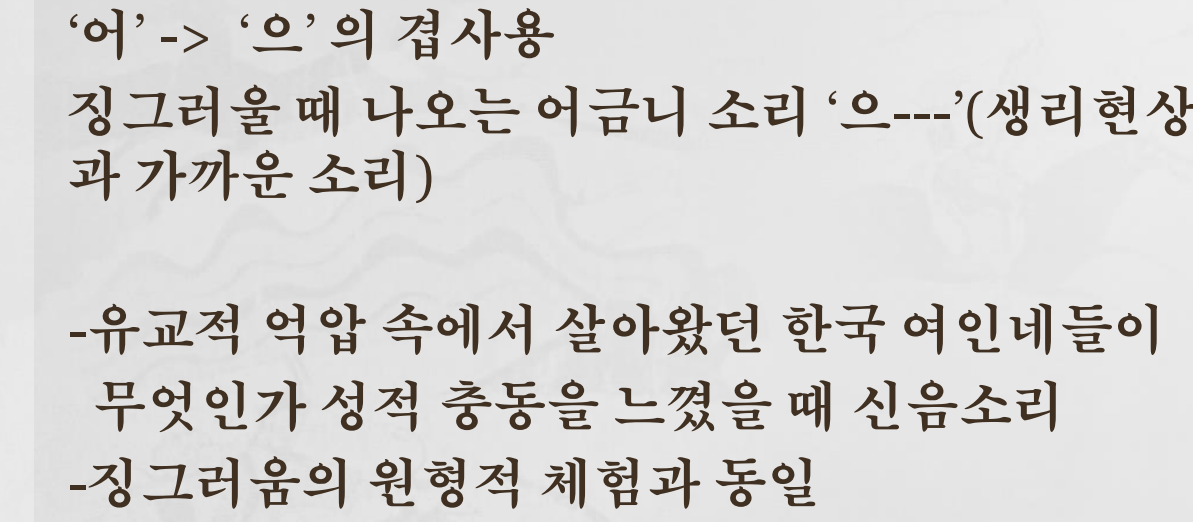 ‘어’ -> ‘으’ 의 겹사용
징그러울 때 나오는 어금니 소리 ‘으---’(생리현상
과 가까운 소리)
-유교적 억압 속에서 살아왔던 한국 여인네들이
무엇인가 성적 충동을 느꼈을 때 신음소리
-징그러움의 원형적 체험과 동일